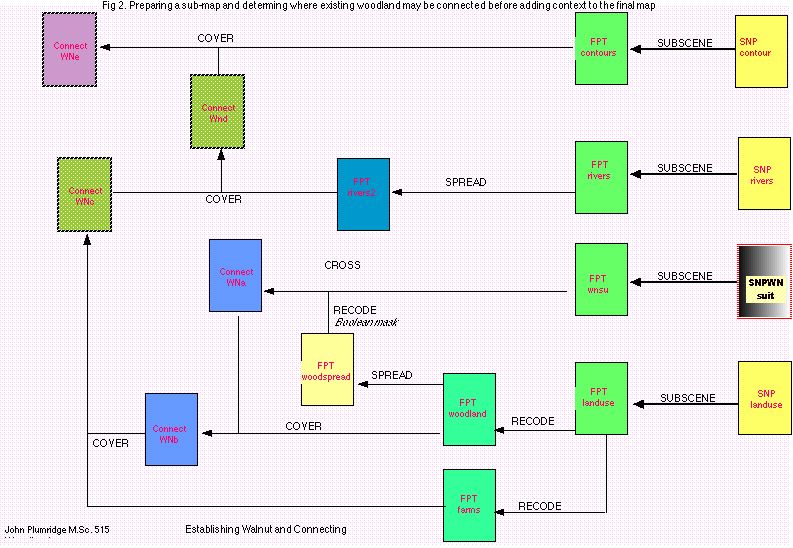 Fig 2. Preparing a sub-map and determing where existing woodland may be connected before adding context to the final map
Connect
WNe
COVER
FPT
contours
SUBSCENE
SNP
contour
Connect
Wnd
Connect
WNc
COVER
FPT
rivers2
SPREAD
FPT
rivers
SUBSCENE
SNP
rivers
Connect
WNa
CROSS
RECODE
Boolean mask
FPT
wnsu
SUBSCENE
SNPWN
suit
FPT
woodspread
SPREAD
FPT
woodland
RECODE
FPT
landuse
SUBSCENE
SNP
landuse
Connect
WNb
COVER
COVER
FPT
farms
RECODE
John Plumridge M.Sc. 515
Establishing Walnut and Connecting